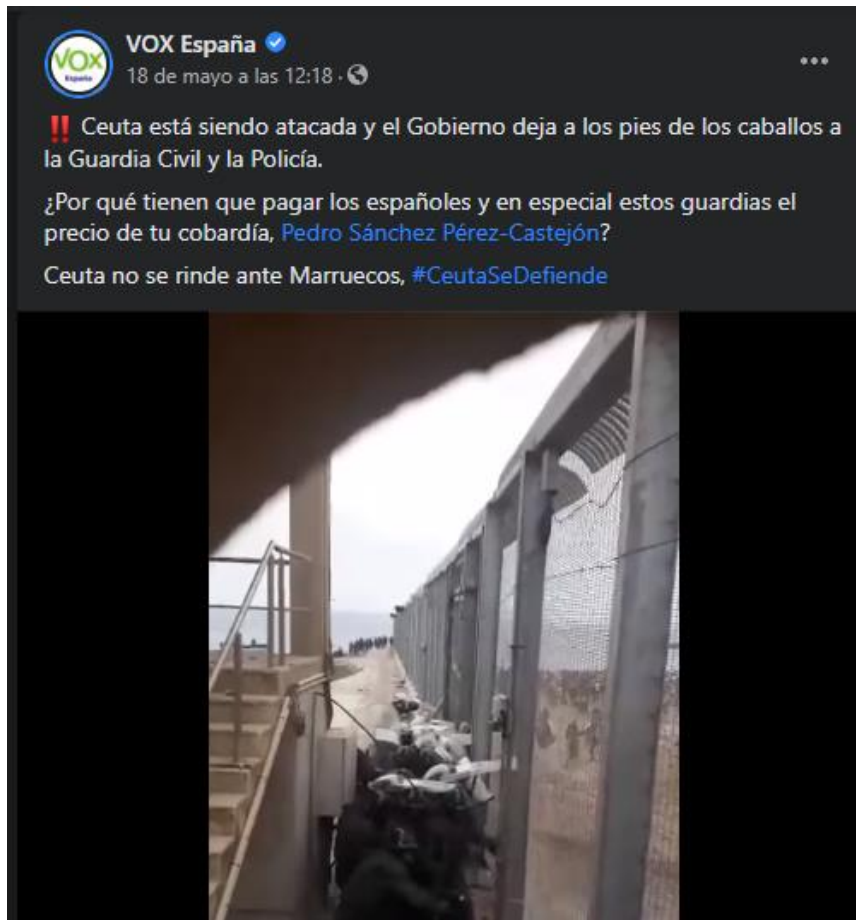 VOX España
18 de mayo a las 12:18 ·
‼ Ceuta está siendo atacada y el Gobierno deja a los pies de los caballos a
la Guardia Civil y la Policía.
¿Por qué tienen que pagar los españoles y en especial estos guardias el
precio de tu cobardía, Pedro Sánchez Pérez-Castejón?
Ceuta no se rinde ante Marruecos, #CeutaSeDefiende
VOX
España